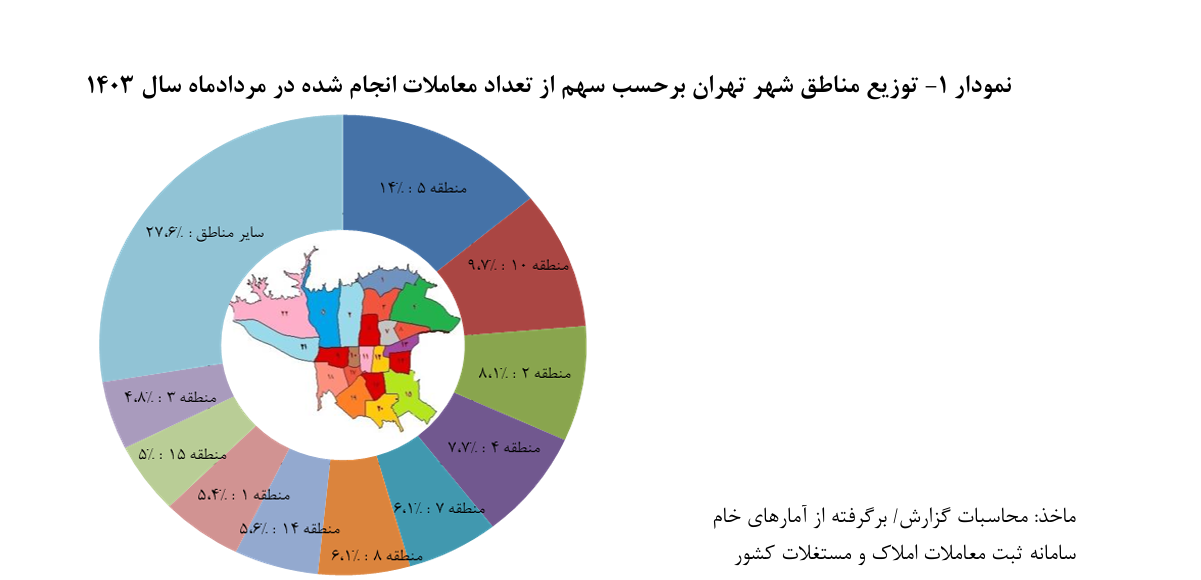 نمودار ۱- توزیع مناطق شهر تهران برحسب سهم از تعداد معاملات انجام شده در مردادماه سال ۱۴۰۳
منطقه ۵ : ۱۴٪
منطقه ۱۰ : ۹،۷٪
منطقه ۲ : ۸،۱٪
منطقه ۴ : ۷،۷٪
منطقه ۷ : ۶،۱٪
منطقه ۸ : ۶،۱٪
منطقه ۱۴ : ۵،۶٪
منطقه ۱ : ۵،۴٪
منطقه ۱۵ : ۵٪
منطقه ۳ : ۴،۸٪
سایر مناطق : ۲۷،۶٪
ماخذ: محاسبات گزارش/ برگرفته از آمارهای خام
سامانه ثبت معاملات املاک و مستغلات کشور